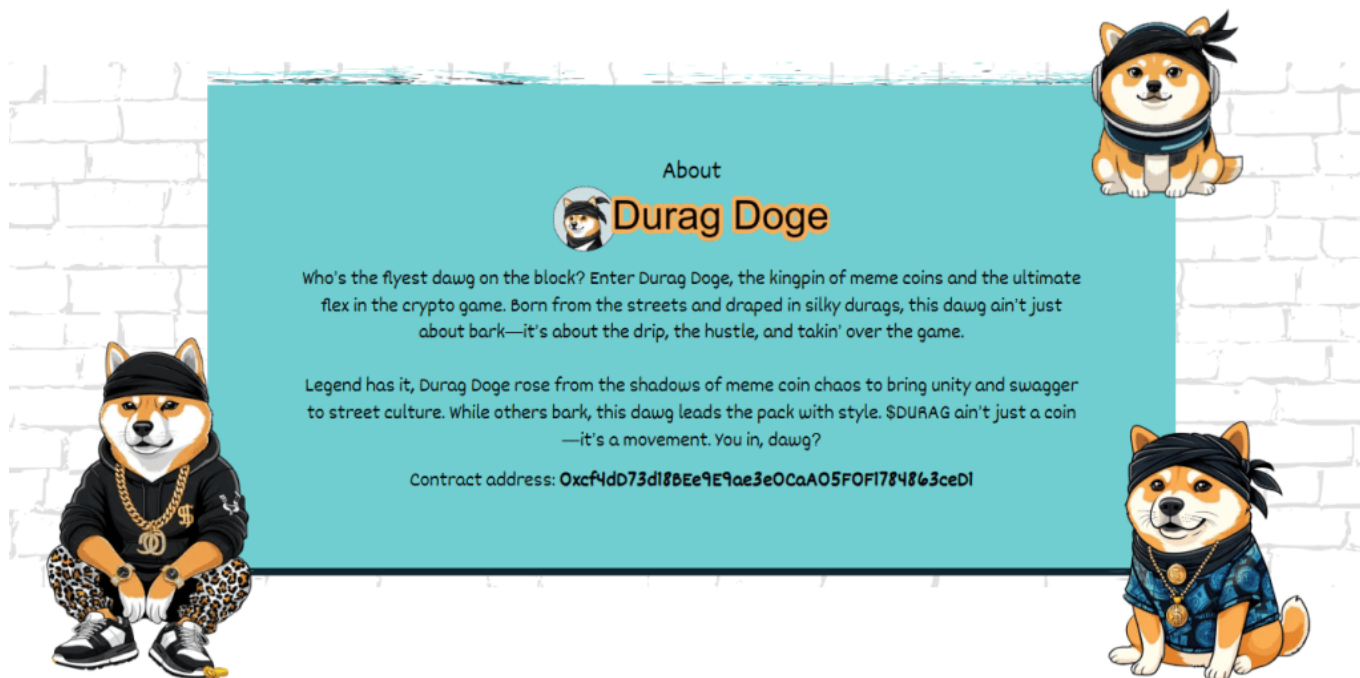 About
Durag Doge
Who's the flyest dawg on the block? Enter Durag Doge, the kingpin of meme coins and the ultimate
flex in the crypto game. Born from the streets and draped in silky durags, this dawg ain't just
about bark—it's about the drip, the hustle, and takin' over the game.
Legend has it, Durag Doge rose from the shadows of meme coin chaos to bring unity and swagger
to street culture. While others bark, this dawg leads the pack with style. $DURAG ain't just a coin
—it's a movement. You in, dawg?
Contract address: 0xcf4dD73d18BEe9E9ae3e0CaA05F0F1784863ceD1
$